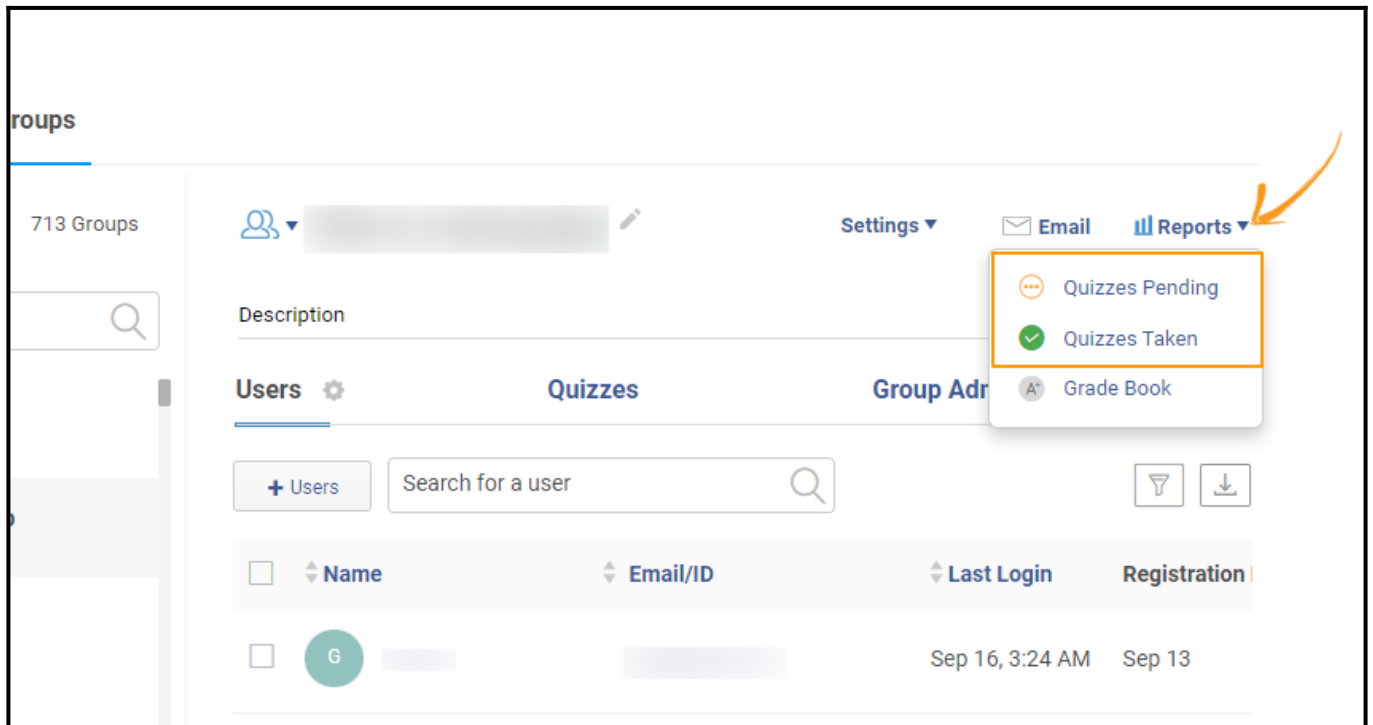 roups
713 Groups
Settings Email Reports
Quizzes Pending
Description
Quizzes Taken
Users Quizzes Group Adr
A+ Grade Book
+ Users Search for a user
Name Email/ID Last Login Registration
G Sep 16, 3:24 AM Sep 13